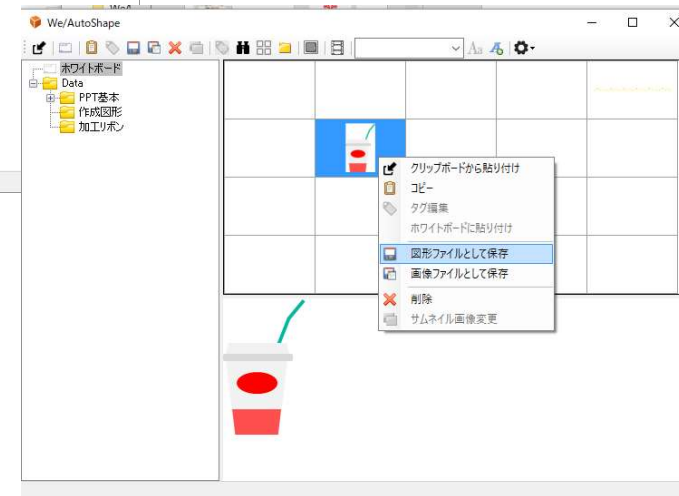 We/AutoShape
Aa
ホワイトボード
Data
PPT基本
作成図形
加工リボン
クリップボードから貼り付け
コピー
タグ編集
ホワイトボードに貼り付け
図形ファイルとして保存
画像ファイルとして保存
削除
サムネイル画像変更